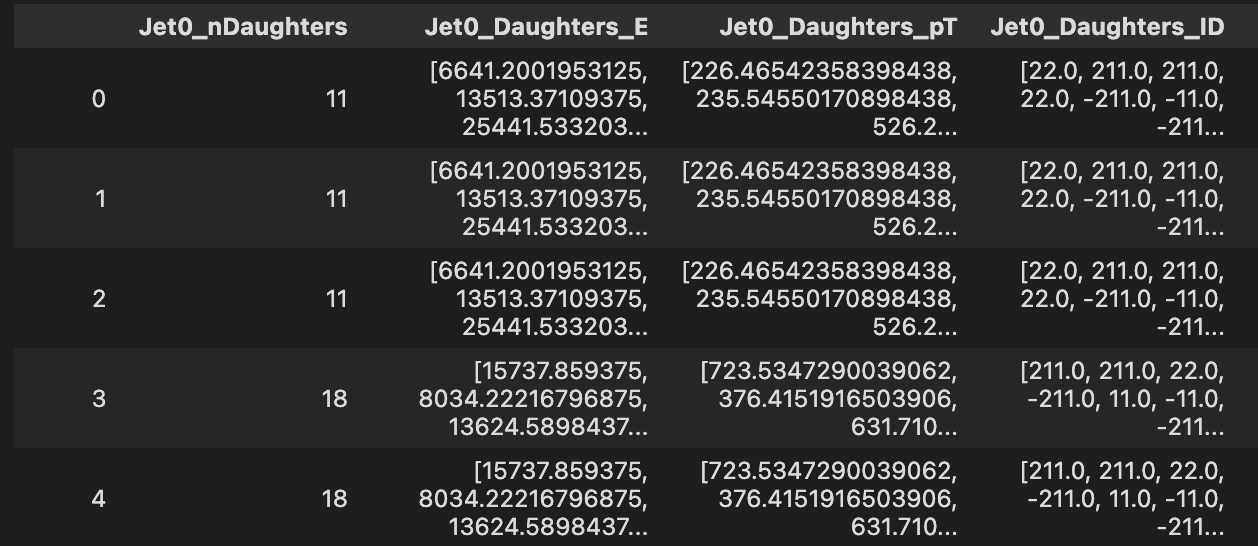 Jet0_nDaughters Jet0_Daughters_E Jet0_Daughters_pT Jet0_Daughters_ID
[6641.2001953125, [226.46542358398438, [22.0, 211.0, 211.0,
0 11 13513.37109375, 235.54550170898438, 22.0, -211.0, -11.0,
25441.533203... 526.2... -211...
[6641.2001953125, [226.46542358398438, [22.0, 211.0, 211.0,
1 11 13513.37109375, 235.54550170898438, 22.0, -211.0, -11.0,
25441.533203... 526.2... -211...
[6641.2001953125, [226.46542358398438, [22.0, 211.0, 211.0,
2 11 13513.37109375, 235.54550170898438, 22.0, -211.0, -11.0,
25441.533203... 526.2... -211...
[15737.859375, [723.5347290039062, [211.0, 211.0, 22.0,
3 18 8034.22216796875, 376.4151916503906, -211.0, 11.0, -11.0,
13624.5898437... 631.710... -211...
[15737.859375, [723.5347290039062, [211.0, 211.0, 22.0,
4 18 8034.22216796875, 376.4151916503906, -211.0, 11.0, -11.0,
13624.5898437... 631.710... -211...